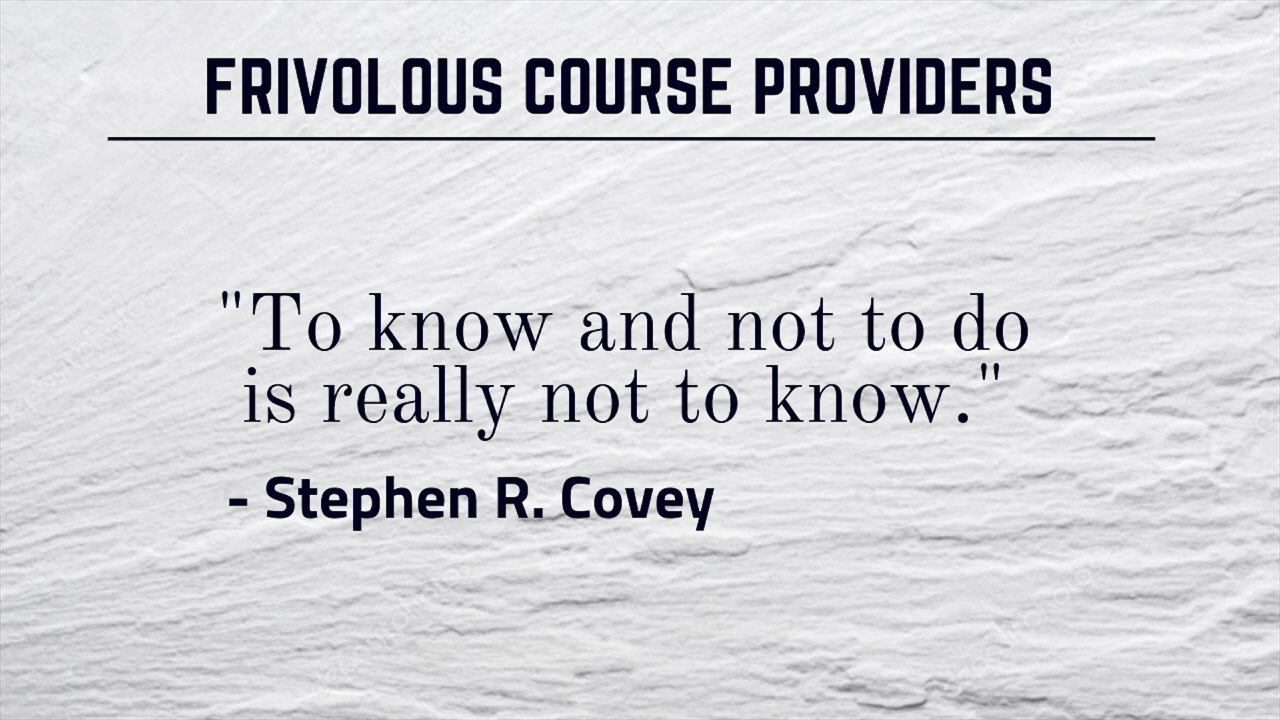 FRIVOLOUS COURSE PROVIDERS
"To know and not to do
is really not to know."
- Stephen R. Covey